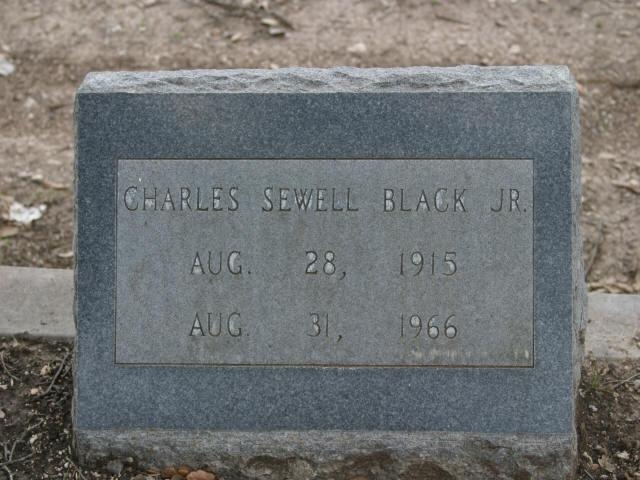 CHARLES SEWELL BLACK JR.
AUG. 28, 1915
AUG. 31, 1966